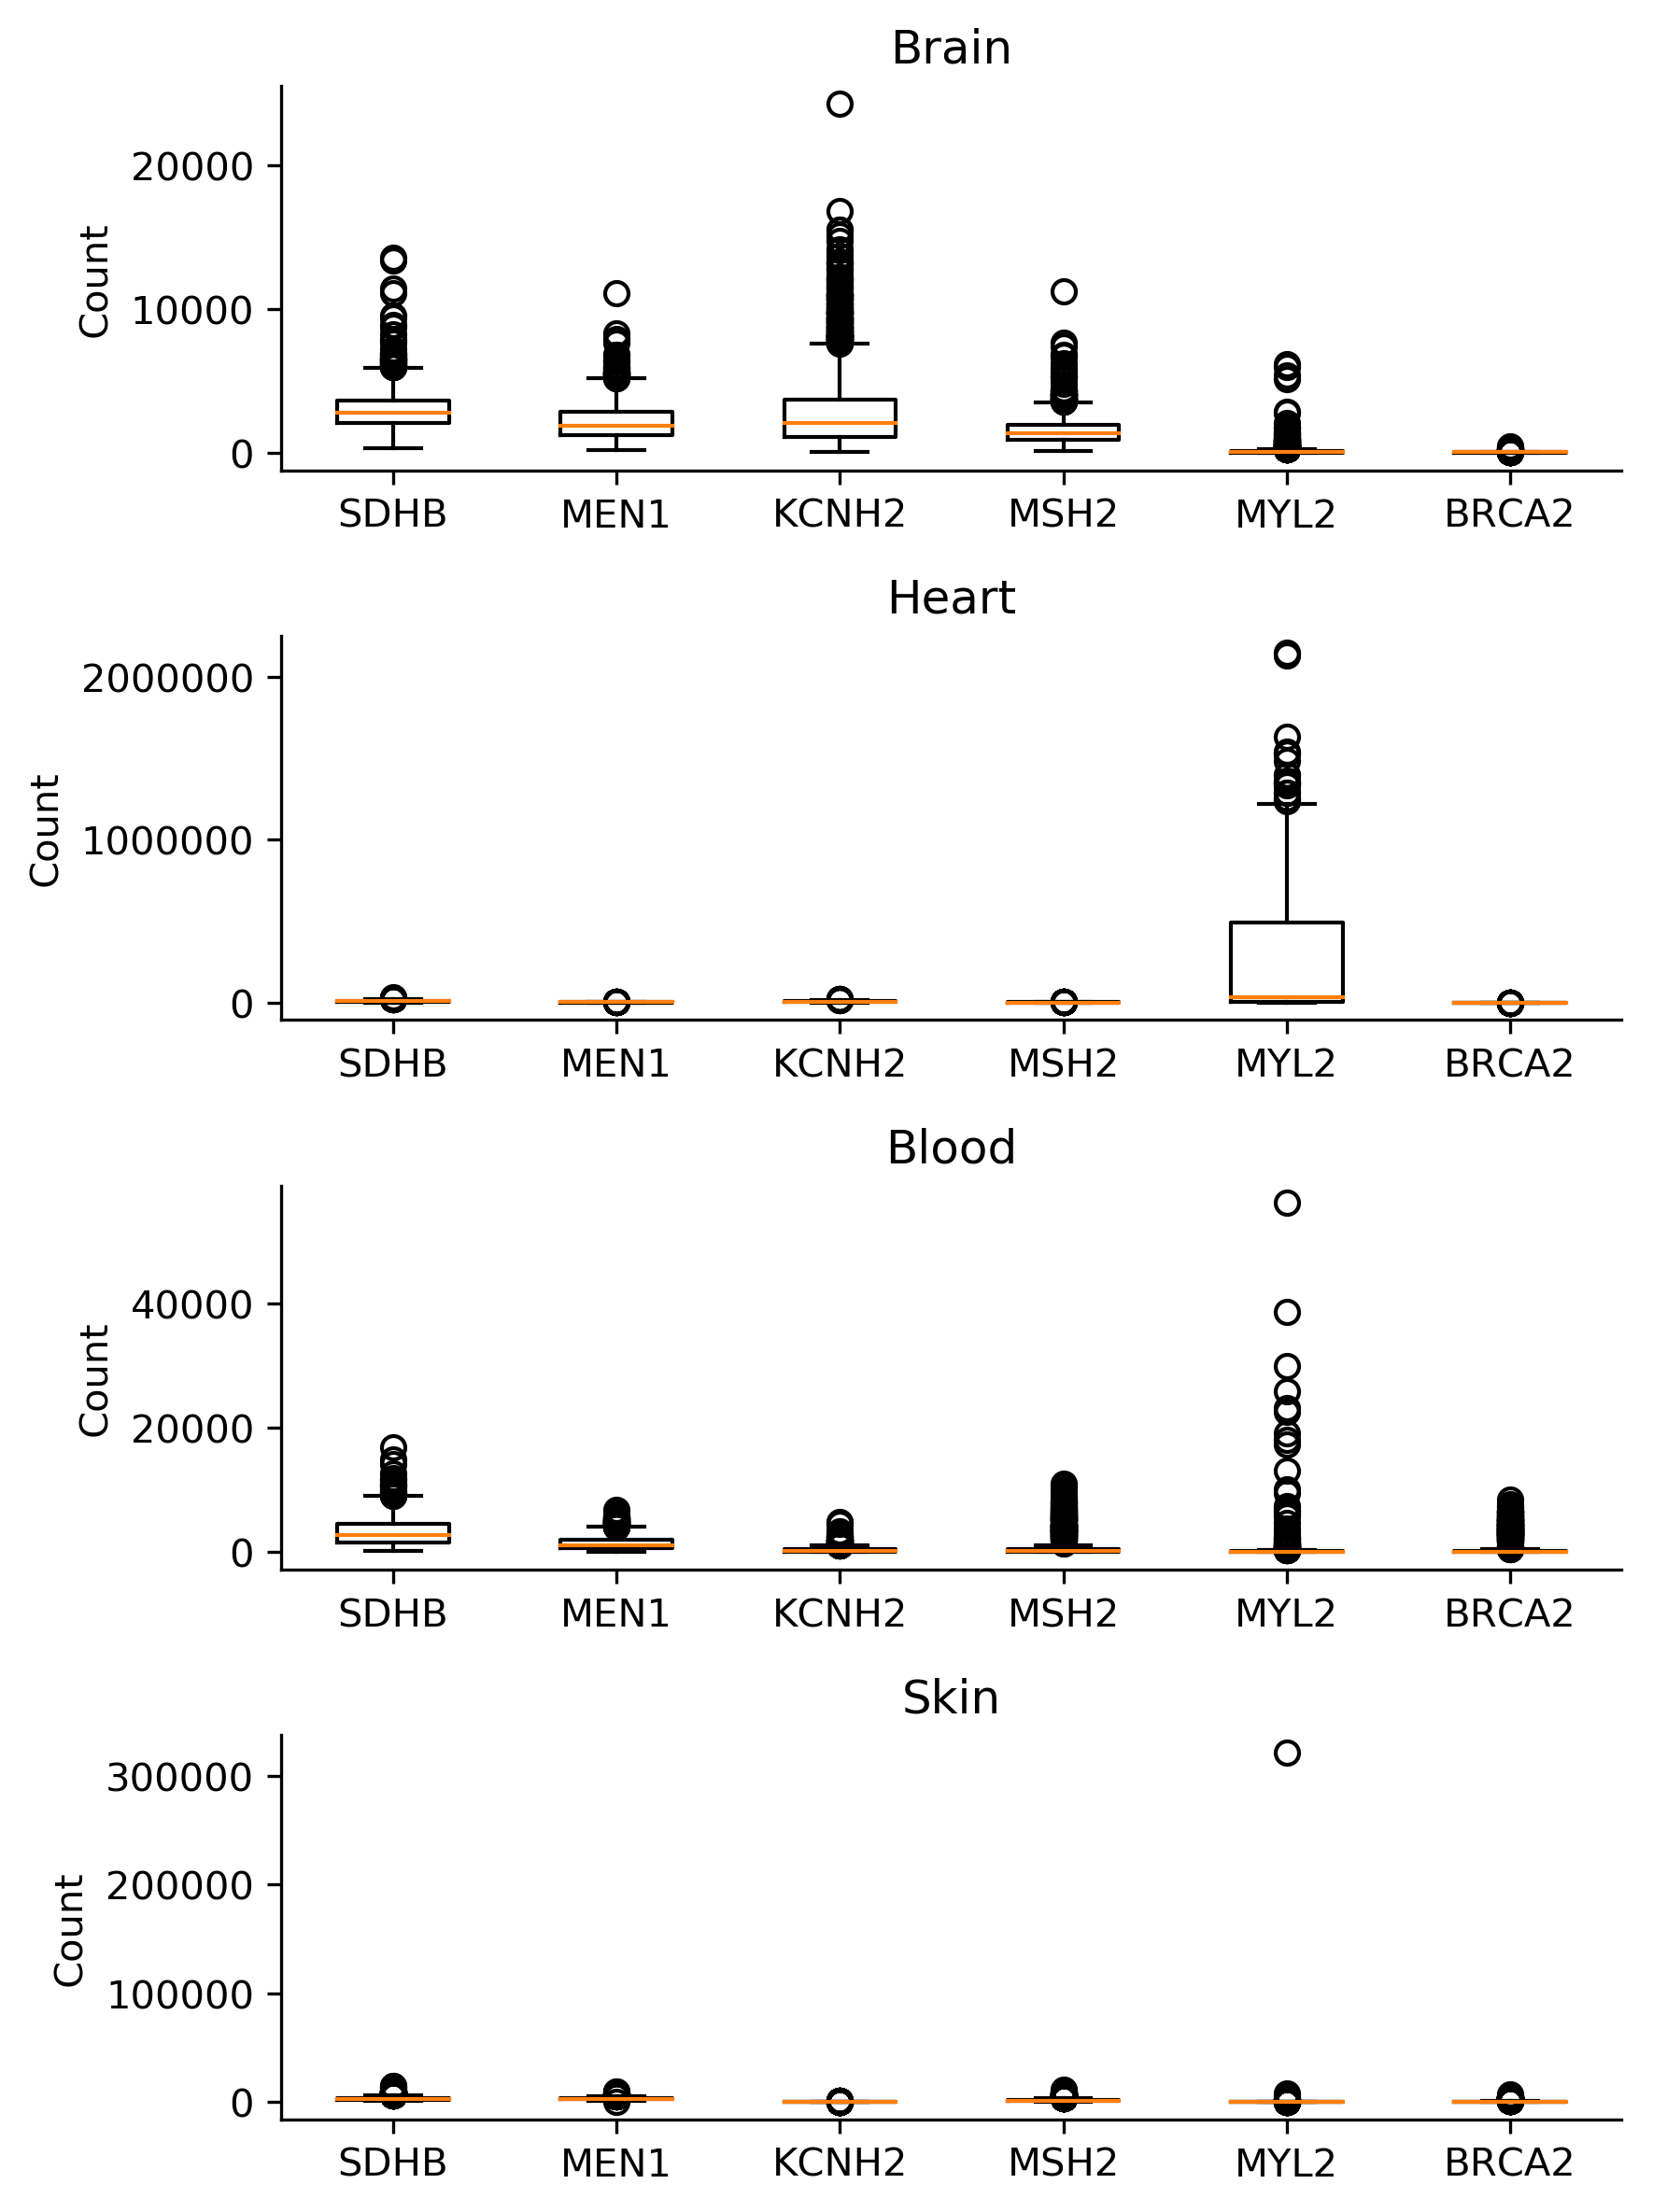 Brain
Count
20000
10000
0
SDHB MEN1 KCNH2 MSH2 MYL2 BRCA2
Heart
Count
2000000
1000000
0
SDHB MEN1 KCNH2 MSH2 MYL2 BRCA2
Blood
Count
40000
20000
0
SDHB MEN1 KCNH2 MSH2 MYL2 BRCA2
Skin
Count
300000
200000
100000
0
SDHB MEN1 KCNH2 MSH2 MYL2 BRCA2